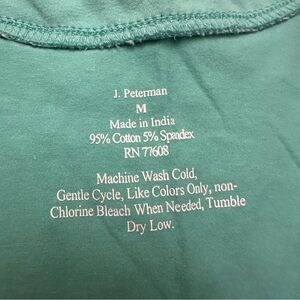 J. Peterman
M
Made in India
95% Cotton 5% Spandex
RN 77608
Machine Wash Cold,
Gentle Cycle, Like Colors Only, non-
Chlorine Bleach When Needed, Tumble
Dry Low.